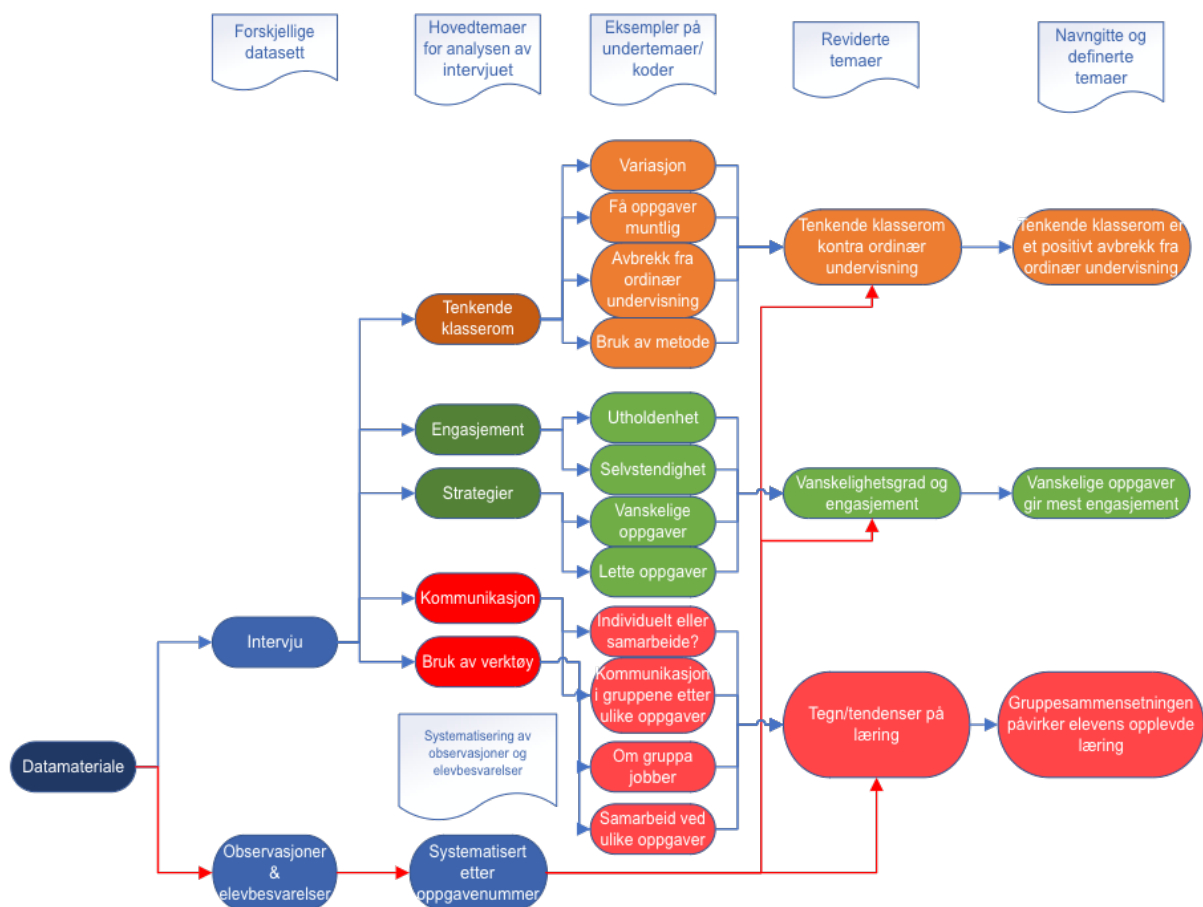 Forskjellige
datasett
Hovedtemaer
for analysen av
intervjuet
Eksempler på
undertemaer/
koder
Reviderte
temaer
Navngitte og
definerte
temaer
Variasjon
Få oppgaver
muntlig
Avbrekk fra
ordinær
undervisning
Bruk av metode
Tenkende
klasserom
Tenkende klasserom
kontra ordinær
undervisning
Tenkende klasserom er
et positivt avbrekk fra
ordinær undervisning
Engasjement
Strategier
Utholdenhet
Selvstendighet
Vanskelige
oppgaver
Lette oppgaver
Vanskelighetsgrad og
engasjement
Vanskelige oppgaver
gir mest engasjement
Intervju
Kommunikasjon
Bruk av verktøy
Individuelt eller
samarbeide?
Kommunikasjon
i gruppene etter
ulike oppgaver
Om gruppa
jobber
Samarbeid ved
ulike oppgaver
Tegn/tendenser på
læring
Gruppesammensetningen
påvirker elevens opplevde
læring
Systematisering av
observasjoner og
elevbesvarelser
Datamateriale
Observasjoner
&
elevbesvarelser
Systematisert
etter
oppgavenummer